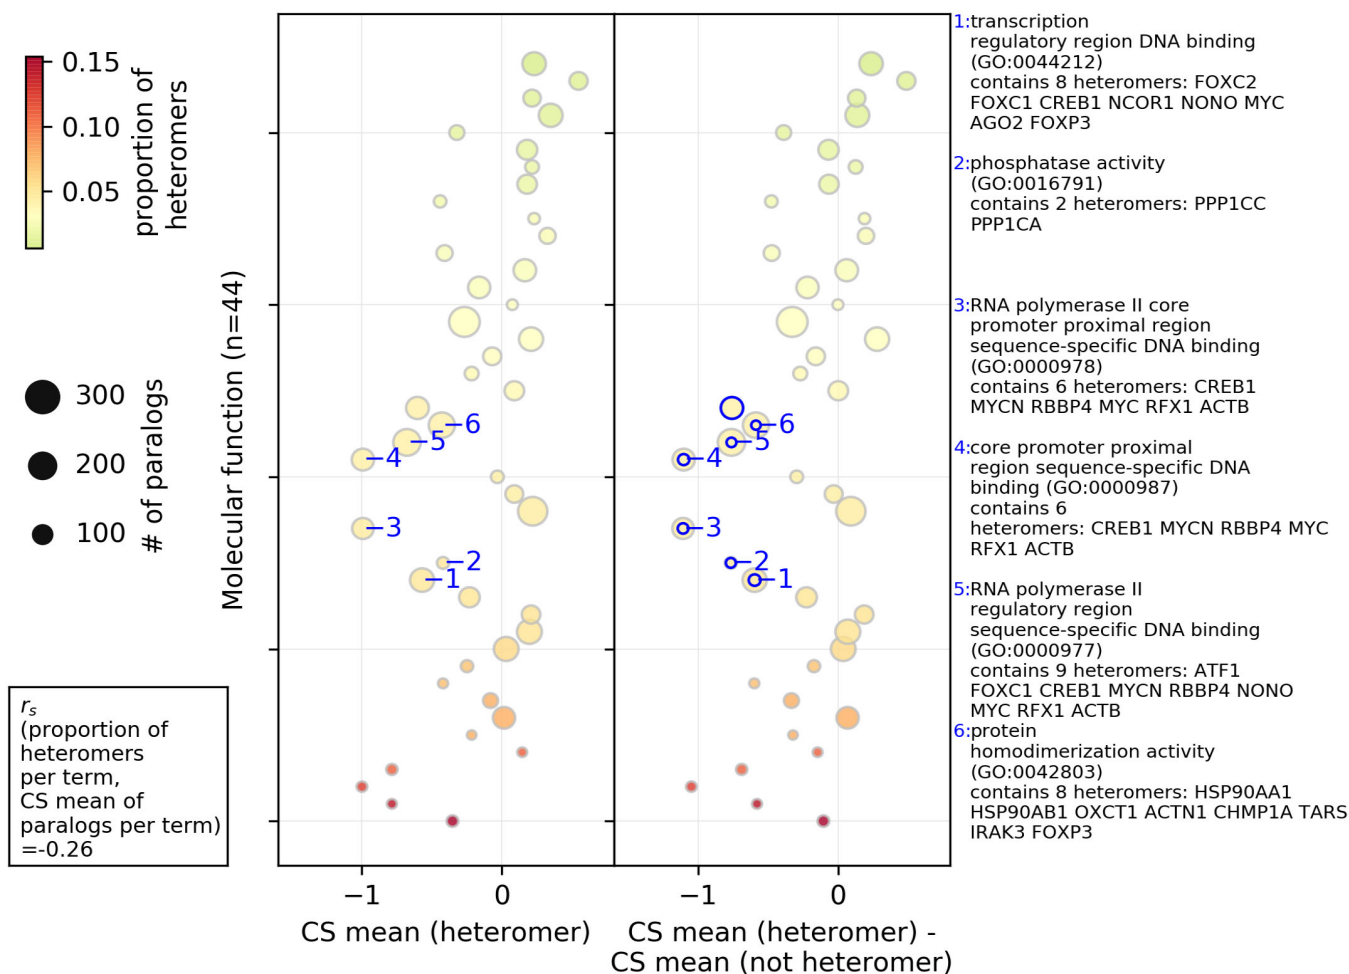 0.15
0.10
0.05
proportion of
heteromers
300
200
100
# of paralogs
r_s
(proportion of
heteromers
per term,
CS mean of
paralogs per term)
=-0.26
Molecular function (n=44)
6
5
4
3
2
1
−1
0
CS mean (heteromer)
6
5
4
3
2
1
−1
0
CS mean (heteromer) -
CS mean (not heteromer)
1:transcription
regulatory region DNA binding
(GO:0044212)
contains 8 heteromers: FOXC2
FOXC1 CREB1 NCOR1 NONO MYC
AGO2 FOXP3
2:phosphatase activity
(GO:0016791)
contains 2 heteromers: PPP1CC
PPP1CA
3:RNA polymerase II core
promoter proximal region
sequence-specific DNA binding
(GO:0000978)
contains 6 heteromers: CREB1
MYCN RBBP4 MYC RFX1 ACTB
4:core promoter proximal
region sequence-specific DNA
binding (GO:0000987)
contains 6
heteromers: CREB1 MYCN RBBP4 MYC
RFX1 ACTB
5:RNA polymerase II
regulatory region
sequence-specific DNA binding
(GO:0000977)
contains 9 heteromers: ATF1
FOXC1 CREB1 MYCN RBBP4 NONO
MYC RFX1 ACTB
6:protein
homodimerization activity
(GO:0042803)
contains 8 heteromers: HSP90AA1
HSP90AB1 OXCT1 ACTN1 CHMP1A TARS
IRAK3 FOXP3